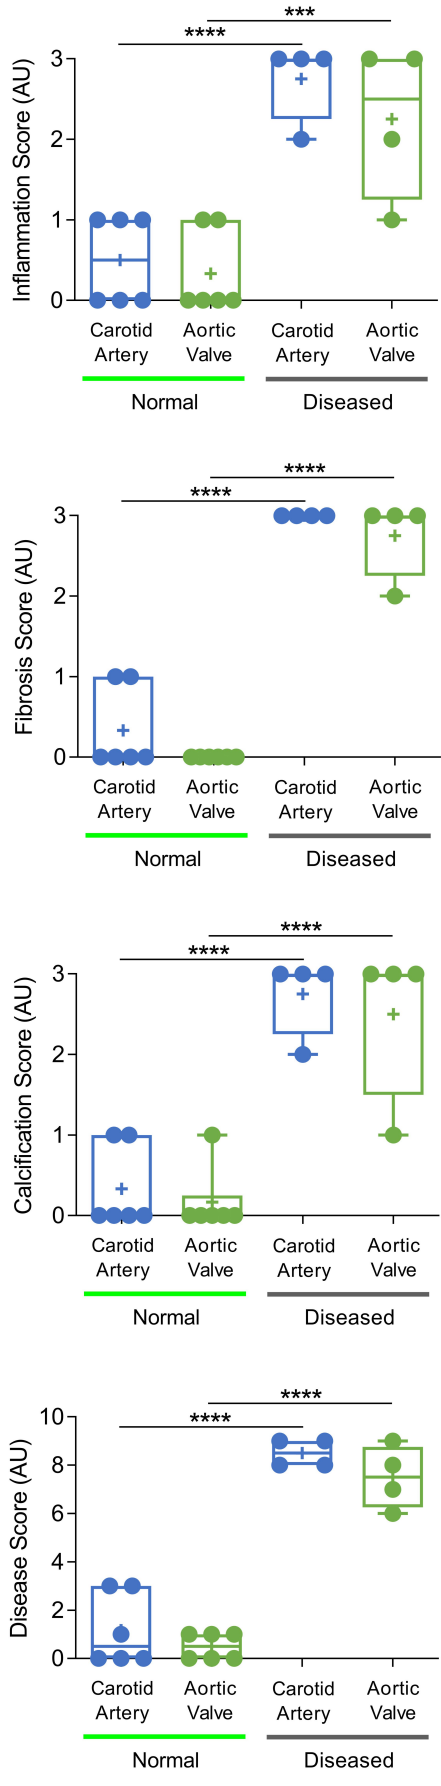 ***
****
Inflammation Score (AU)
3
2
1
0
Carotid Artery
Aortic Valve
Carotid Artery
Aortic Valve
Normal
Diseased
****
****
Fibrosis Score (AU)
3
2
1
0
Carotid Artery
Aortic Valve
Carotid Artery
Aortic Valve
Normal
Diseased
****
****
Calcification Score (AU)
3
2
1
0
Carotid Artery
Aortic Valve
Carotid Artery
Aortic Valve
Normal
Diseased
****
****
Disease Score (AU)
10
8
6
4
2
0
Carotid Artery
Aortic Valve
Carotid Artery
Aortic Valve
Normal
Diseased